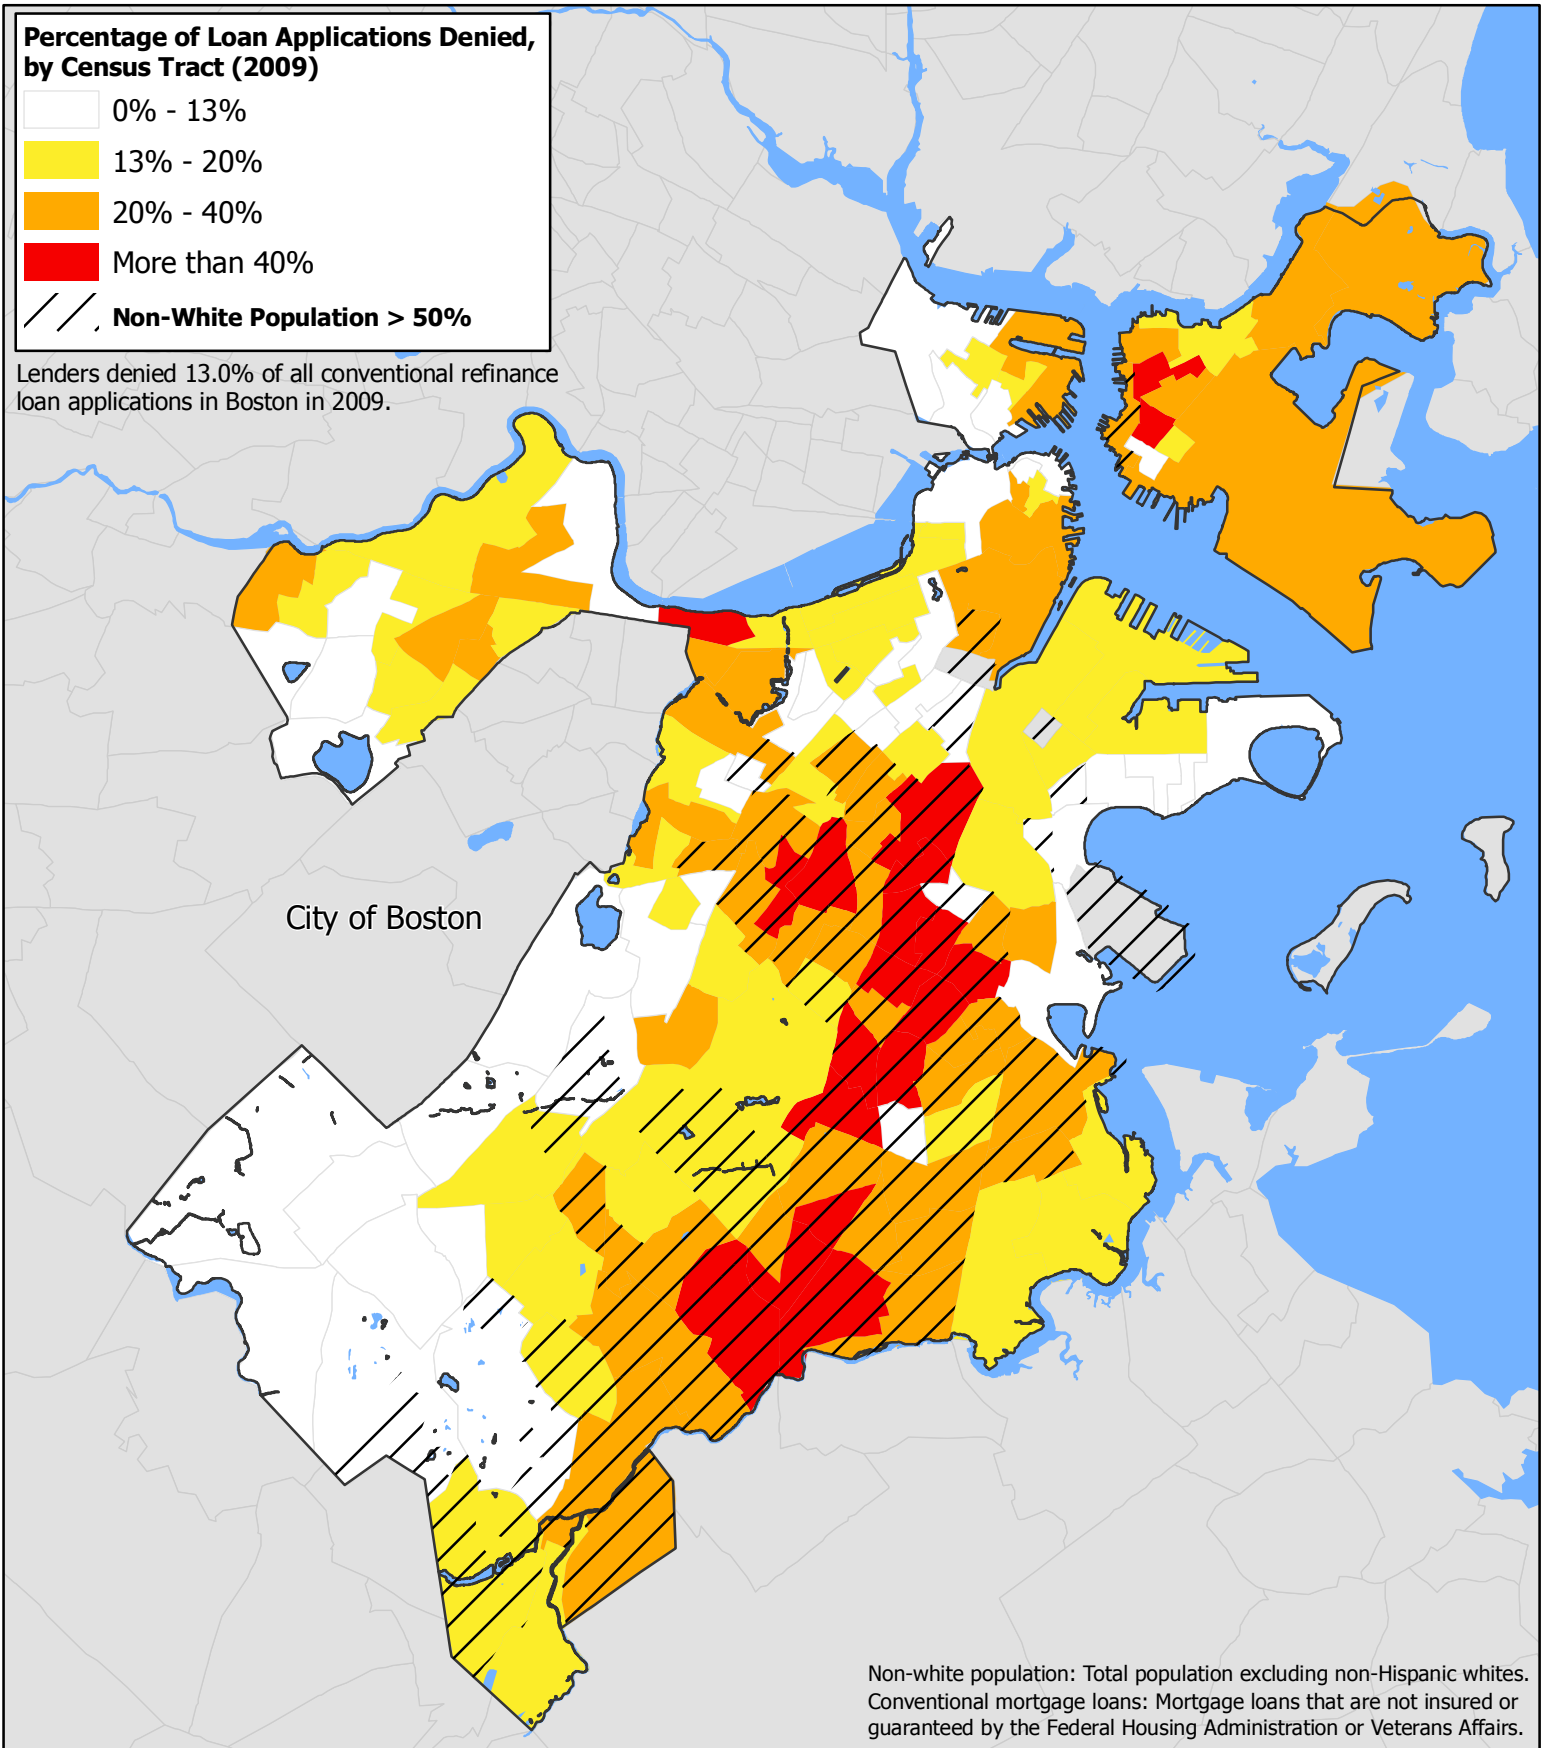 Percentage of Loan Applications Denied,
by Census Tract (2009)
0% - 13%
13% - 20%
20% - 40%
More than 40%
Non-White Population > 50%
Lenders denied 13.0% of all conventional refinance
loan applications in Boston in 2009.
City of Boston
Non-white population: Total population excluding non-Hispanic whites.
Conventional mortgage loans: Mortgage loans that are not insured or
guaranteed by the Federal Housing Administration or Veterans Affairs.